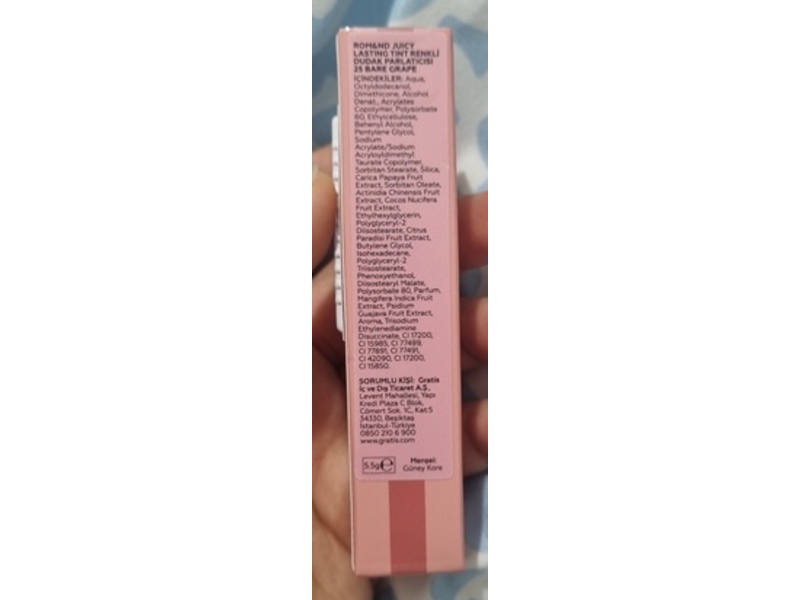 ROM&ND JUICY
LASTING TINT RENKLİ
DUDAK PARLATICISI
25 BARE GRAPE
İÇİNDEKİLER: Aqua,
Octyldodecanol,
Dimethicone, Alcohol
Denat., Acrylates
Copolymer, Polysorbate
60, Ethylcellulose,
Behenyl Alcohol,
Pentylene Glycol,
Sodium
Acrylate/Sodium
Acryloyldimethyl
Taurate Copolymer,
Sorbitan Stearate, Silica,
Carica Papaya Fruit
Extract, Sorbitan Oleate,
Actinidia Chinensis Fruit
Extract, Cocos Nucifera
Fruit Extract,
Ethylhexylglycerin,
Polyglyceryl-2
Diisostearate, Citrus
Paradisi Fruit Extract,
Butylene Glycol,
Isohexadecane,
Polyglyceryl-2
Triisostearate,
Phenoxyethanol,
Diisostearyl Malate,
Polysorbate 80, Parfum,
Mangifera Indica Fruit
Extract, Psidium
Guajava Fruit Extract,
Aroma, Trisodium
Ethylenediamine
Disuccinate, CI 17200,
CI 15985, CI 77499,
CI 77891, CI 77491,
CI 42090, CI 17200,
CI 15850.
SORUMLU KİŞİ: Gratis
İç ve Dış Ticaret A.Ş.,
Levent Mahallesi, Yapı
Kredi Plaza C Blok,
Cömert Sok. 1C, Kat:5
34330, Beşiktaş
İstanbul-Türkiye
0850 210 6 900
www.gratis.com
5.5g℮ Menşei:
Güney Kore